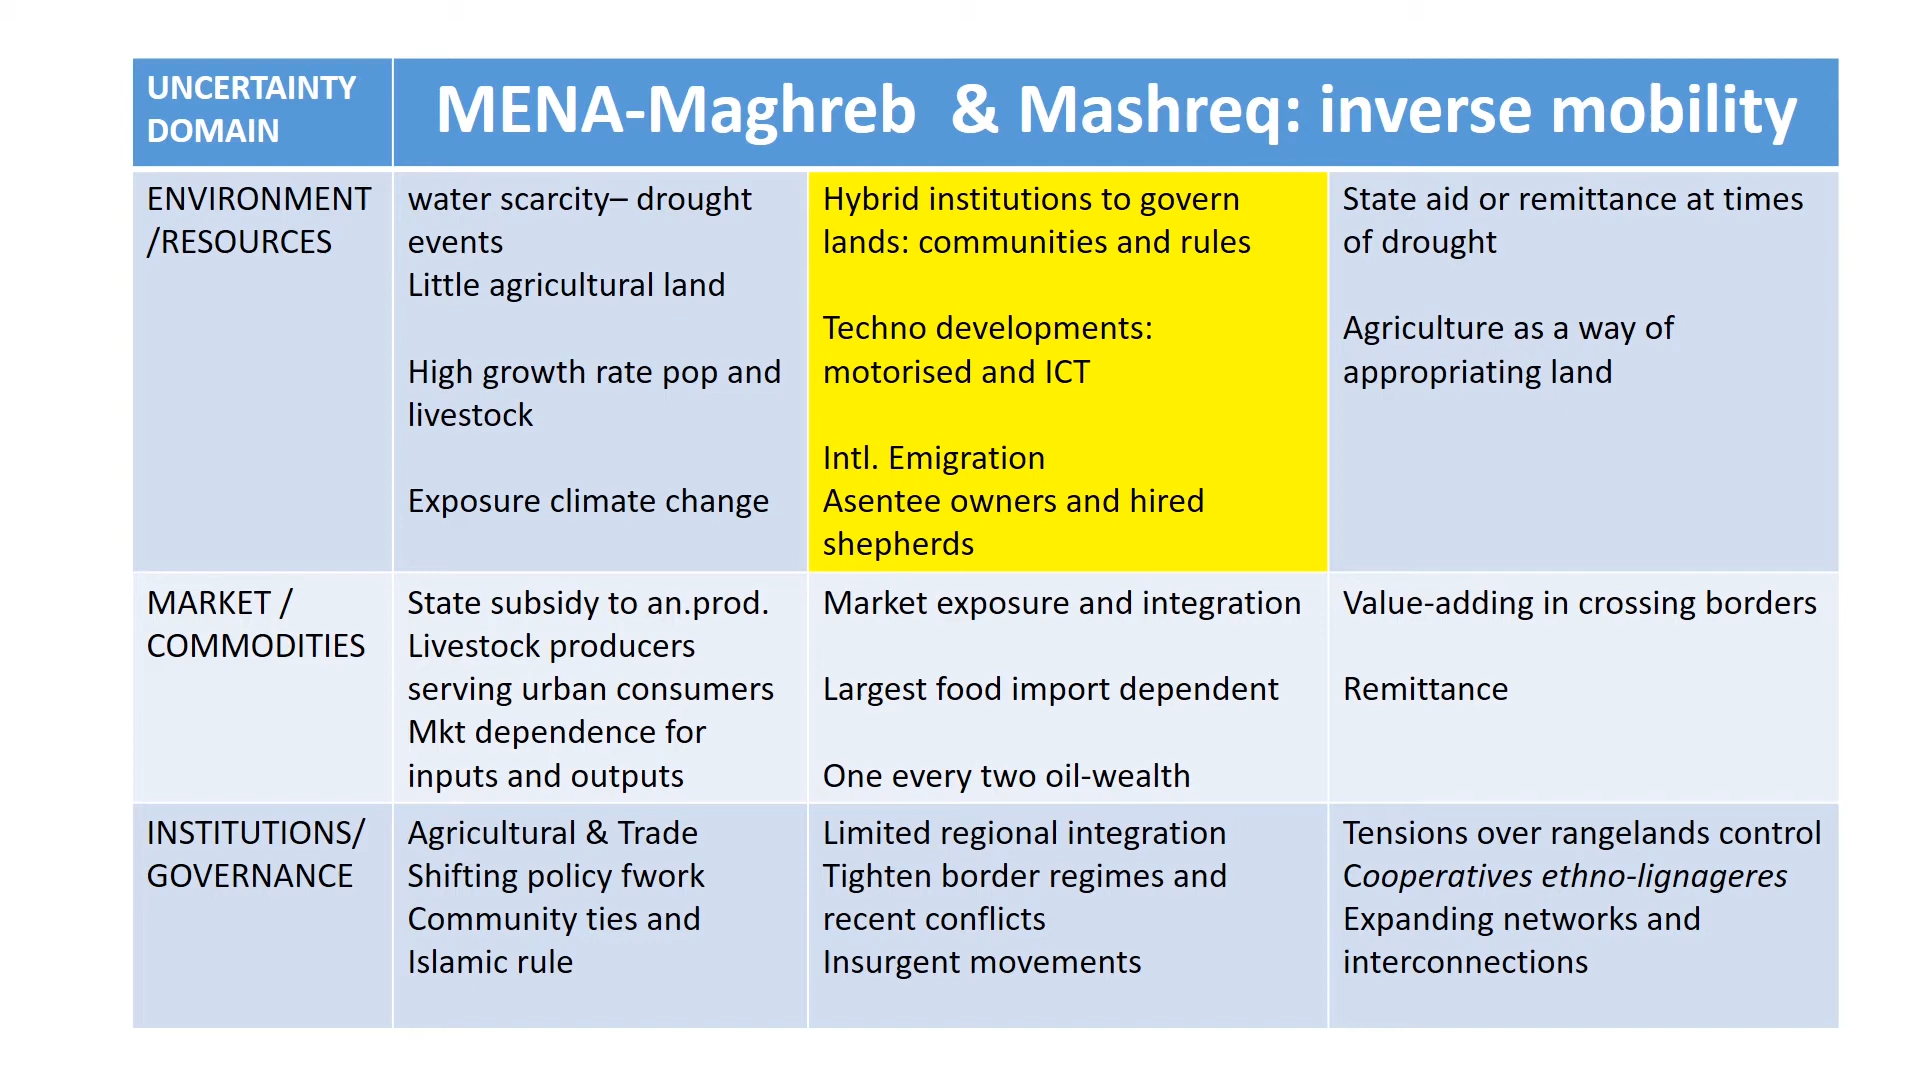 UNCERTAINTY
DOMAIN
MENA-Maghreb & Mashreq: inverse mobility
ENVIRONMENT
/RESOURCES
water scarcity– drought
events
Little agricultural land
High growth rate pop and
livestock
Exposure climate change
Hybrid institutions to govern
lands: communities and rules
Techno developments:
motorised and ICT
Intl. Emigration
Asentee owners and hired
shepherds
State aid or remittance at times
of drought
Agriculture as a way of
appropriating land
MARKET /
COMMODITIES
State subsidy to an.prod.
Livestock producers
serving urban consumers
Mkt dependence for
inputs and outputs
Market exposure and integration
Largest food import dependent
One every two oil-wealth
Value-adding in crossing borders
Remittance
INSTITUTIONS/
GOVERNANCE
Agricultural & Trade
Shifting policy fwork
Community ties and
Islamic rule
Limited regional integration
Tighten border regimes and
recent conflicts
Insurgent movements
Tensions over rangelands control
Cooperatives ethno-lignageres
Expanding networks and
interconnections